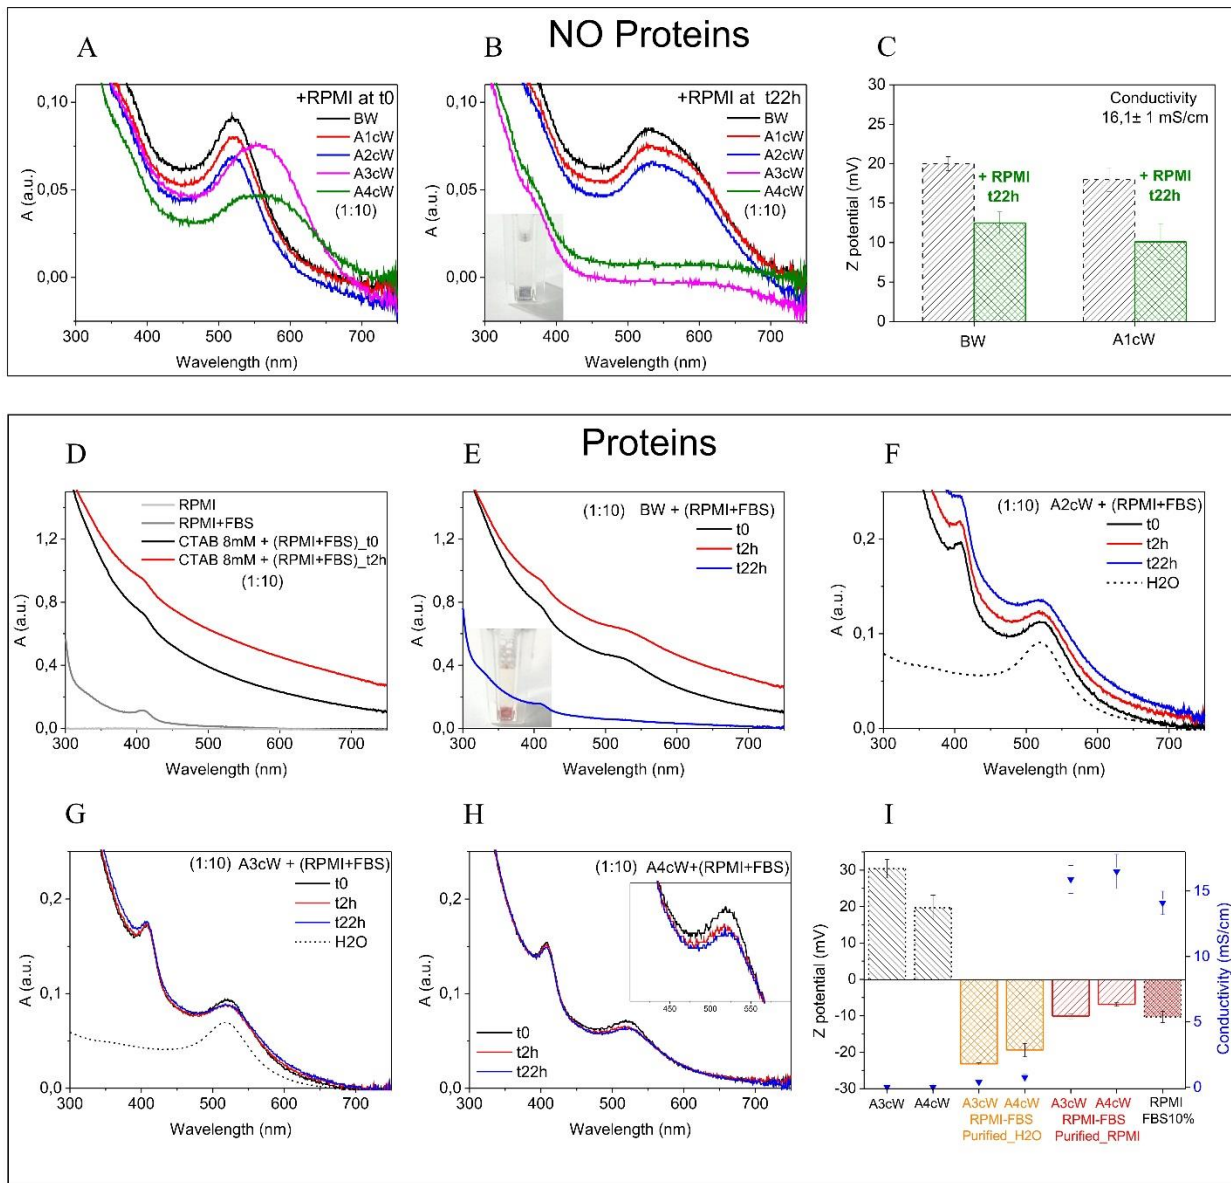 NO Proteins
A
0,10
0,05
0,00
A (a.u.)
300 400 500 600 700
Wavelength (nm)
+RPMI at t0
BW
A1cW
A2cW
A3cW
A4cW
(1:10)
B
0,10
0,05
0,00
A (a.u.)
300 400 500 600 700
Wavelength (nm)
+RPMI at t22h
BW
A1cW
A2cW
A3cW
A4cW
(1:10)
C
30
25
20
15
10
5
0
Z potential (mV)
Conductivity
16,1± 1 mS/cm
+ RPMI
t22h
+ RPMI
t22h
BW A1cW
Proteins
D
1,2
0,8
0,4
0,0
A (a.u.)
300 400 500 600 700
Wavelength (nm)
RPMI
RPMI+FBS
CTAB 8mM + (RPMI+FBS)_t0
CTAB 8mM + (RPMI+FBS)_t2h
(1:10)
E
1,2
0,8
0,4
0,0
A (a.u.)
300 400 500 600 700
Wavelength (nm)
(1:10) BW + (RPMI+FBS)
t0
t2h
t22h
F
0,2
0,1
0,0
A (a.u.)
300 400 500 600 700
Wavelength (nm)
(1:10) A2cW + (RPMI+FBS)
t0
t2h
t22h
H2O
G
0,2
0,1
0,0
A (a.u.)
300 400 500 600 700
Wavelength (nm)
(1:10) A3cW + (RPMI+FBS)
t0
t2h
t22h
H2O
H
0,2
0,1
0,0
A (a.u.)
300 400 500 600 700
Wavelength (nm)
(1:10) A4cW+(RPMI+FBS)
450 500 550
t0
t2h
t22h
I
30
20
10
0
-10
-20
-30
Z potential (mV)
15
10
5
0
Conductivity (mS/cm)
A3cW A4cW
A3cW A4cW
RPMI-FBS
Purified_H2O
A3cW A4cW
RPMI-FBS
Purified_RPMI
RPMI
FBS10%